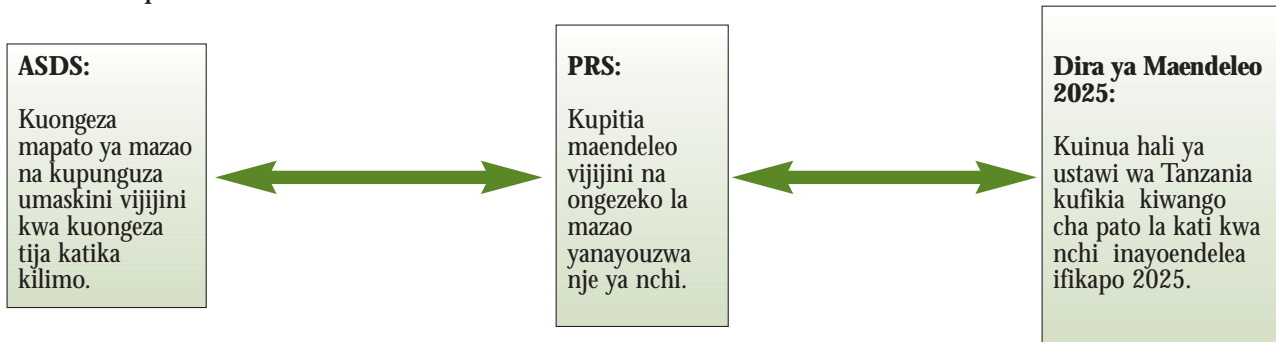 ASDS:
Kuongeza
mapato ya mazao
na kupunguza
umaskini vijijini
kwa kuongeza
tija katika
kilimo.
PRS:
Kupitia
maendeleo
vijijini na
ongezeko la
mazao
yanayouzwa
nje ya nchi.
Dira ya Maendeleo
2025:
Kuinua hali ya
ustawi wa Tanzania
kufikia kiwango
cha pato la kati kwa
nchi inayoendelea
ifikapo 2025.